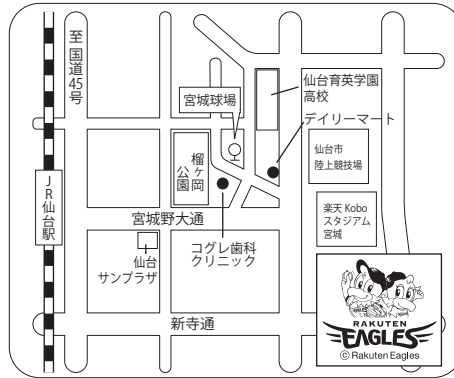 至国道45号
仙台育英学園
高校
宮城球場
デイリーマート
榴ヶ岡
公園
仙台市
陸上競技場
JR仙台駅
楽天 Kobo
スタジアム
宮城
宮城野大通
コグレ歯科
クリニック
仙台
サンプラザ
新寺通
RAKUTEN
EAGLES
© Rakuten Eagles